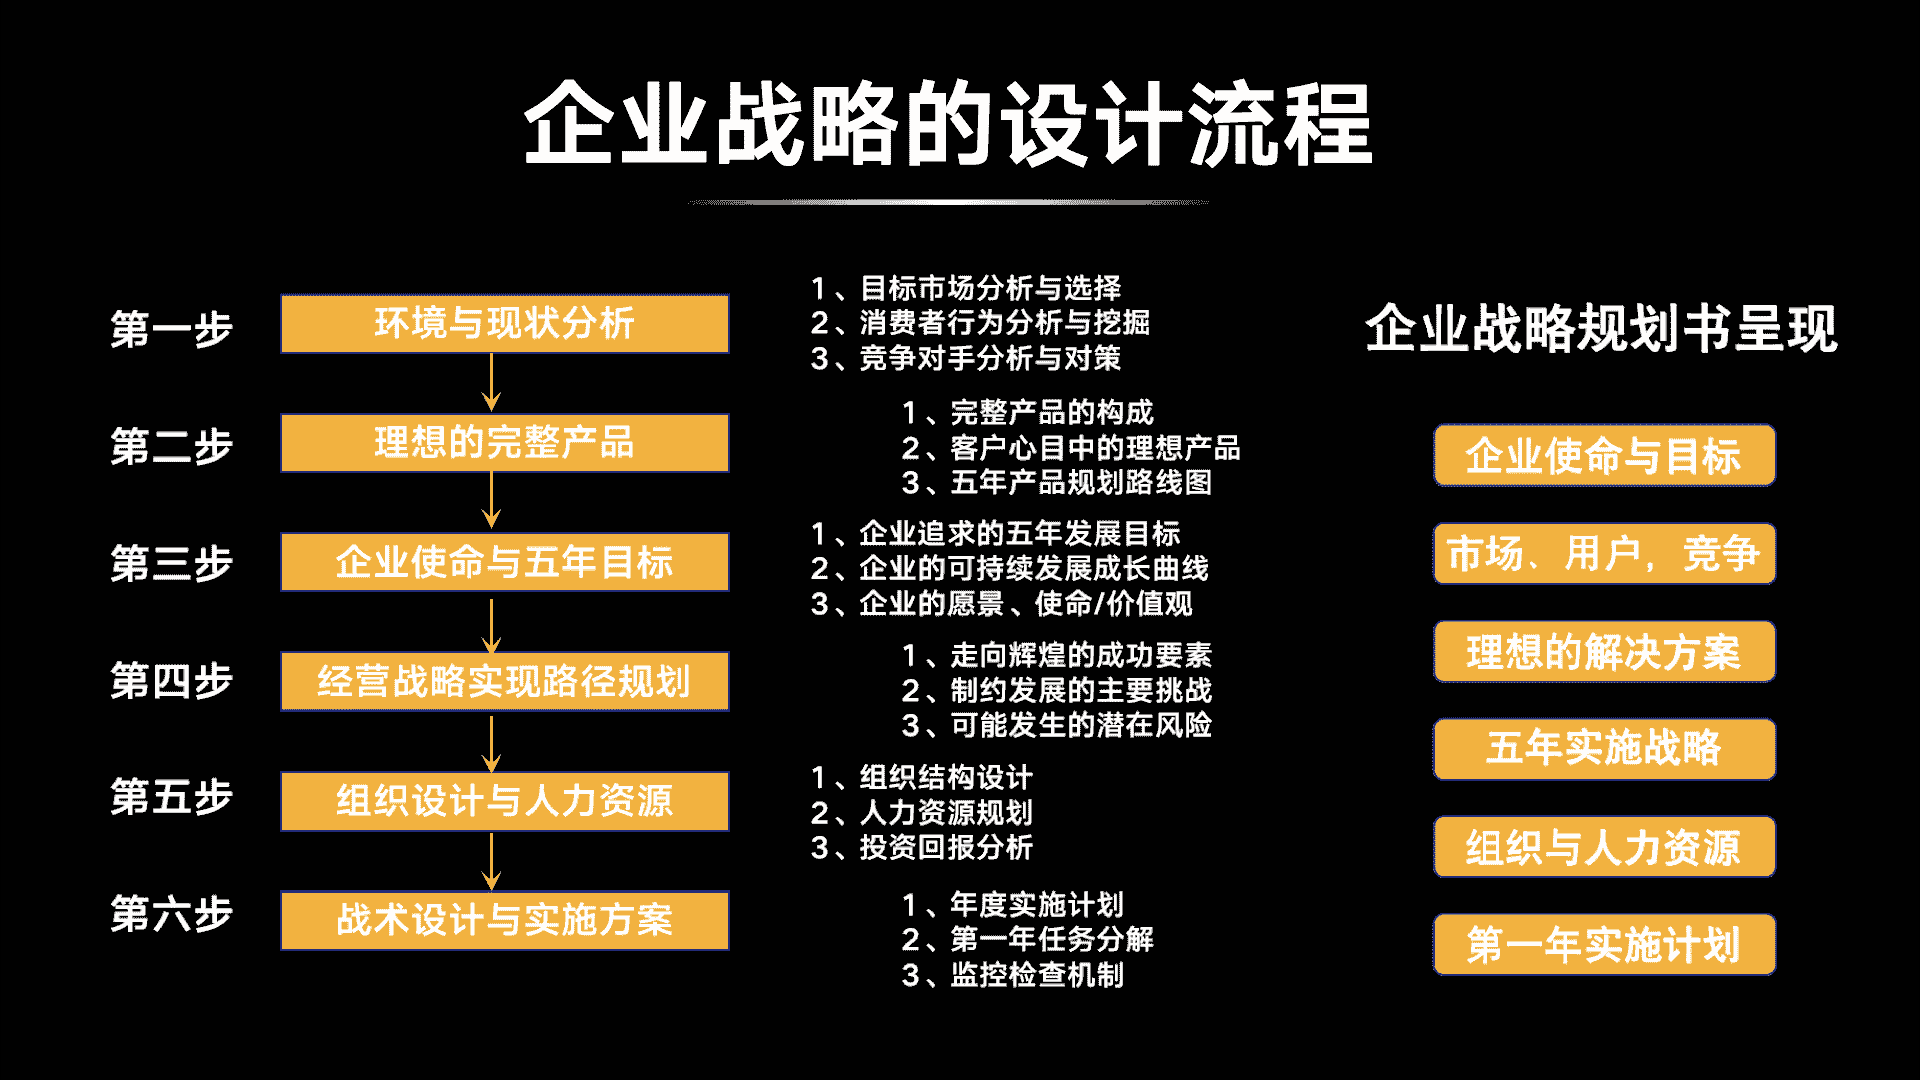 企业战略的设计流程
第一步
环境与现状分析
1、目标市场分析与选择
2、消费者行为分析与挖掘
3、竞争对手分析与对策
第二步
理想的完整产品
1、完整产品的构成
2、客户心目中的理想产品
3、五年产品规划路线图
第三步
企业使命与五年目标
1、企业追求的五年发展目标
2、企业的可持续发展成长曲线
3、企业的愿景、使命/价值观
第四步
经营战略实现路径规划
1、走向辉煌的成功要素
2、制约发展的主要挑战
3、可能发生的潜在风险
第五步
组织设计与人力资源
1、组织结构设计
2、人力资源规划
3、投资回报分析
第六步
战术设计与实施方案
1、年度实施计划
2、第一年任务分解
3、监控检查机制
企业战略规划书呈现
企业使命与目标
市场、用户，竞争
理想的解决方案
五年实施战略
组织与人力资源
第一年实施计划